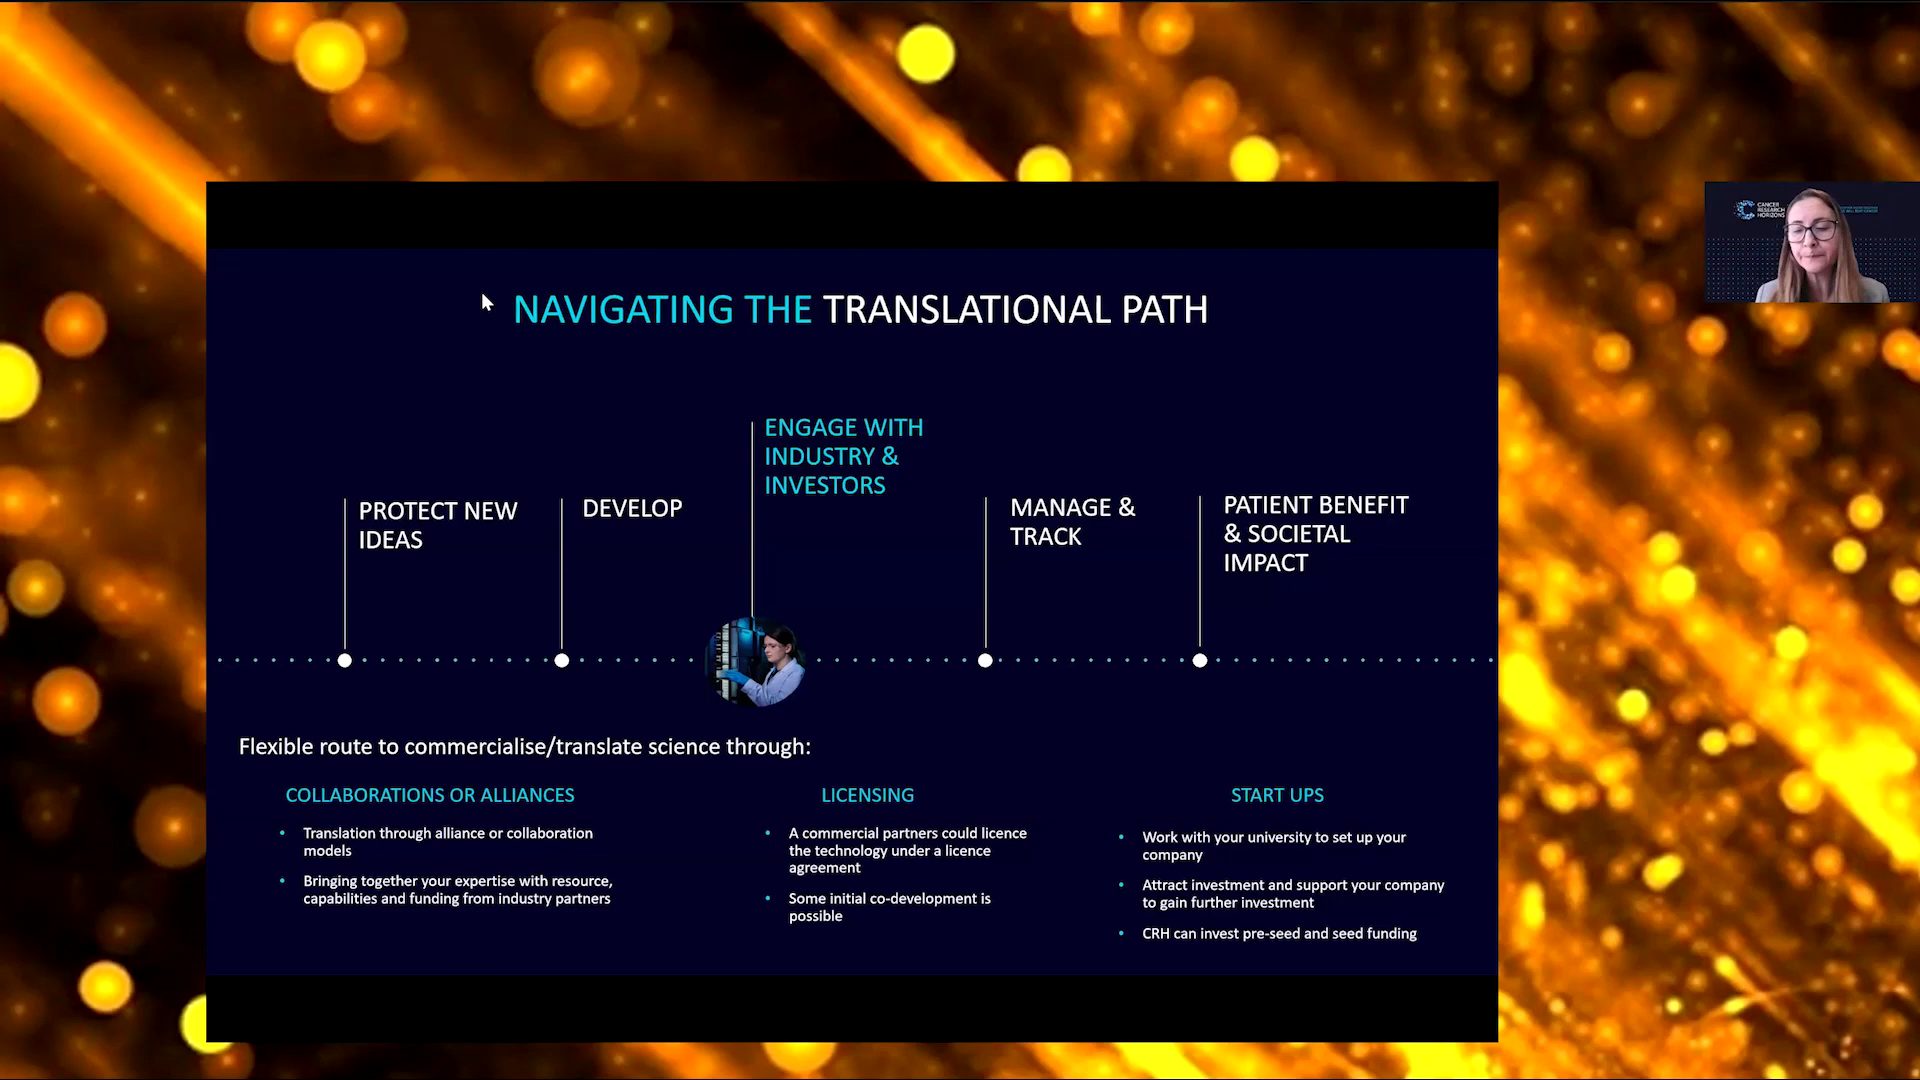 NAVIGATING THE TRANSLATIONAL PATH
CANCER
RESEARCH
HORIZONS
PROTECT NEW
IDEAS
DEVELOP
ENGAGE WITH
INDUSTRY &
INVESTORS
MANAGE &
TRACK
PATIENT BENEFIT
& SOCIETAL
IMPACT
Flexible route to commercialise/translate science through:
COLLABORATIONS OR ALLIANCES
• Translation through alliance or collaboration
models
• Bringing together your expertise with resource,
capabilities and funding from industry partners
LICENSING
• A commercial partners could licence
the technology under a licence
agreement
• Some initial co-development is
possible
START UPS
• Work with your university to set up your
company
• Attract investment and support your company
to gain further investment
• CRH can invest pre-seed and seed funding